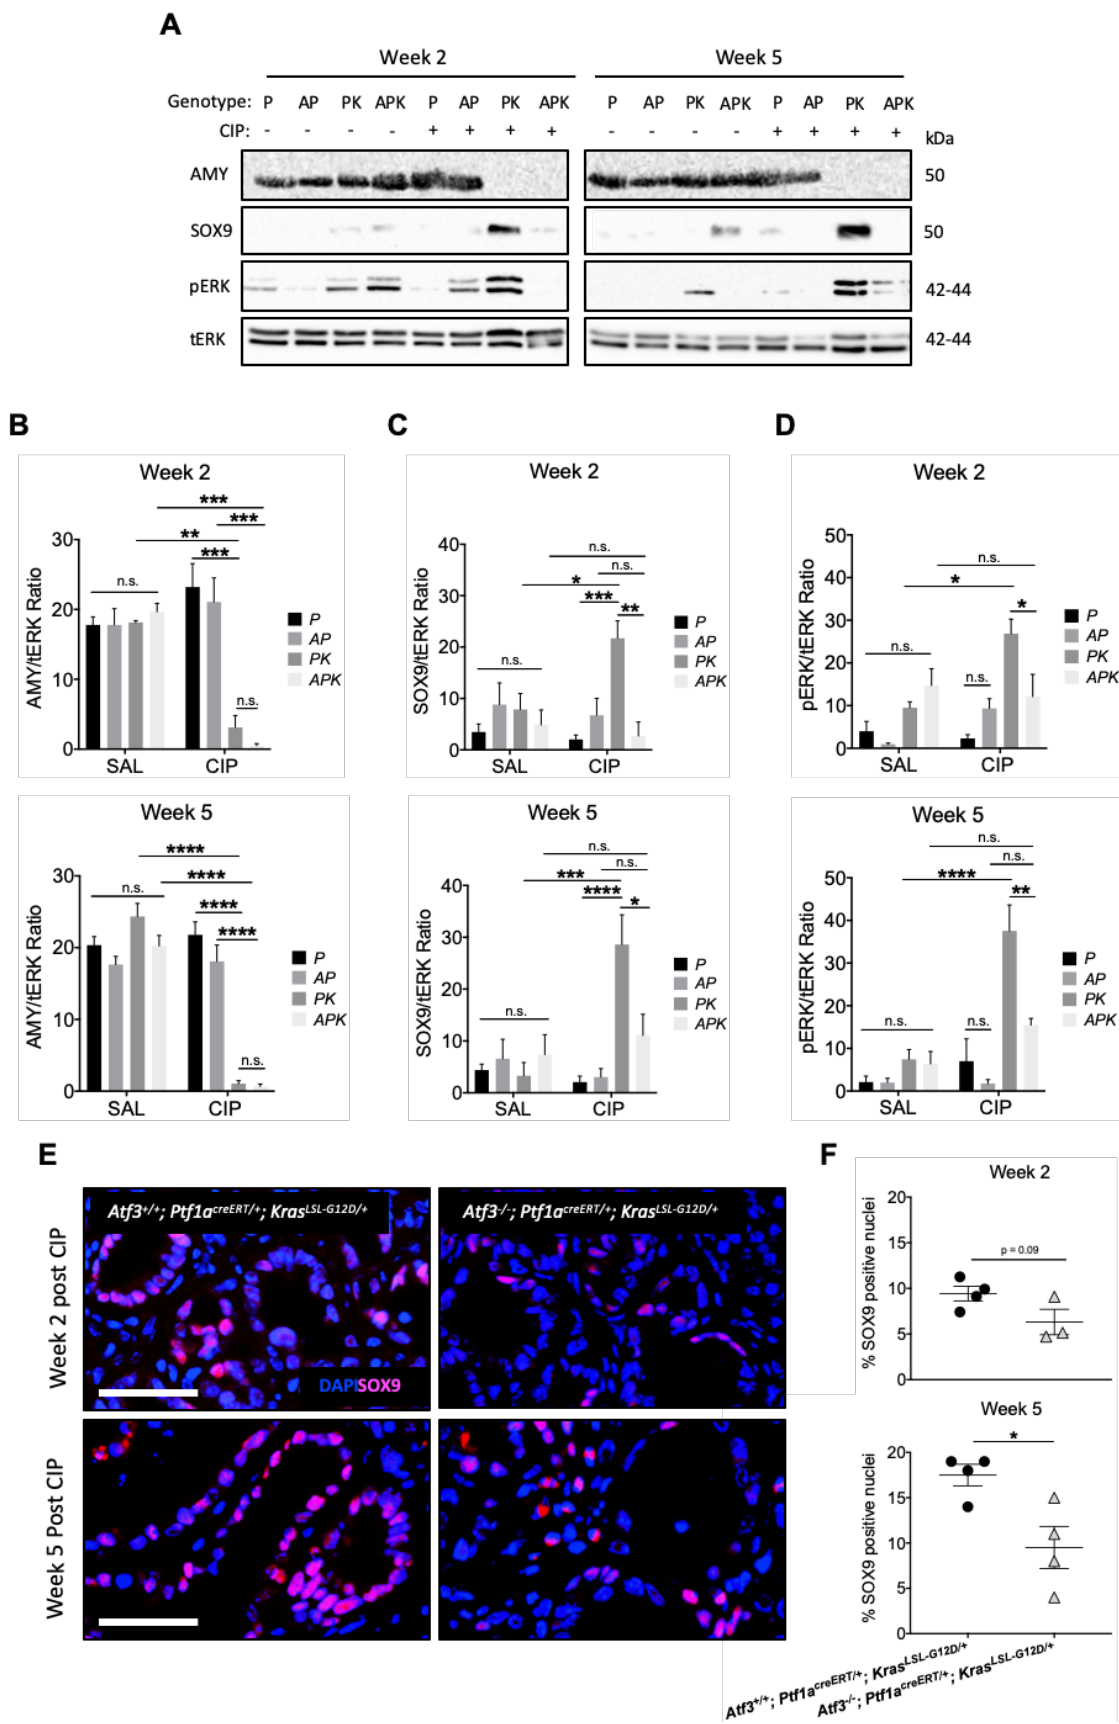 A
Week 2 Week 5
Genotype: P AP PK APK P AP PK APK P AP PK APK P AP PK APK
CIP: - - - - + + + + - - - - + + + + kDa
AMY 50
SOX9 50
pERK 42-44
tERK 42-44
B C D
Week 2
AMY/tERK Ratio
30
20
10
0
n.s.
***
***
**
***
n.s.
SAL CIP
P
AP
PK
APK
Week 2
SOX9/tERK Ratio
40
30
20
10
0
n.s.
n.s.
n.s.
*
***
**
SAL CIP
P
AP
PK
APK
Week 2
pERK/tERK Ratio
50
40
30
20
10
0
n.s.
n.s.
*
*
n.s.
SAL CIP
P
AP
PK
APK
Week 5
AMY/tERK Ratio
30
20
10
0
****
n.s.
****
****
****
n.s.
SAL CIP
P
AP
PK
APK
Week 5
SOX9/tERK Ratio
40
30
20
10
0
n.s.
n.s.
***
****
*
n.s.
SAL CIP
P
AP
PK
APK
Week 5
pERK/tERK Ratio
50
40
30
20
10
0
n.s.
n.s.
****
**
n.s.
n.s.
SAL CIP
P
AP
PK
APK
E
Atf3+/+; Ptf1acreERT/+; KrasLSL-G12D/+
Atf3-/-; Ptf1acreERT/+; KrasLSL-G12D/+
Week 2 post CIP
DAPISOX9
Week 5 Post CIP
F
Week 2
% SOX9 positive nuclei
20
15
10
5
0
p = 0.09
Week 5
% SOX9 positive nuclei
20
15
10
5
0
*
Atf3+/+; Ptf1acreERT/+; KrasLSL-G12D/+
Atf3-/-; Ptf1acreERT/+; KrasLSL-G12D/+